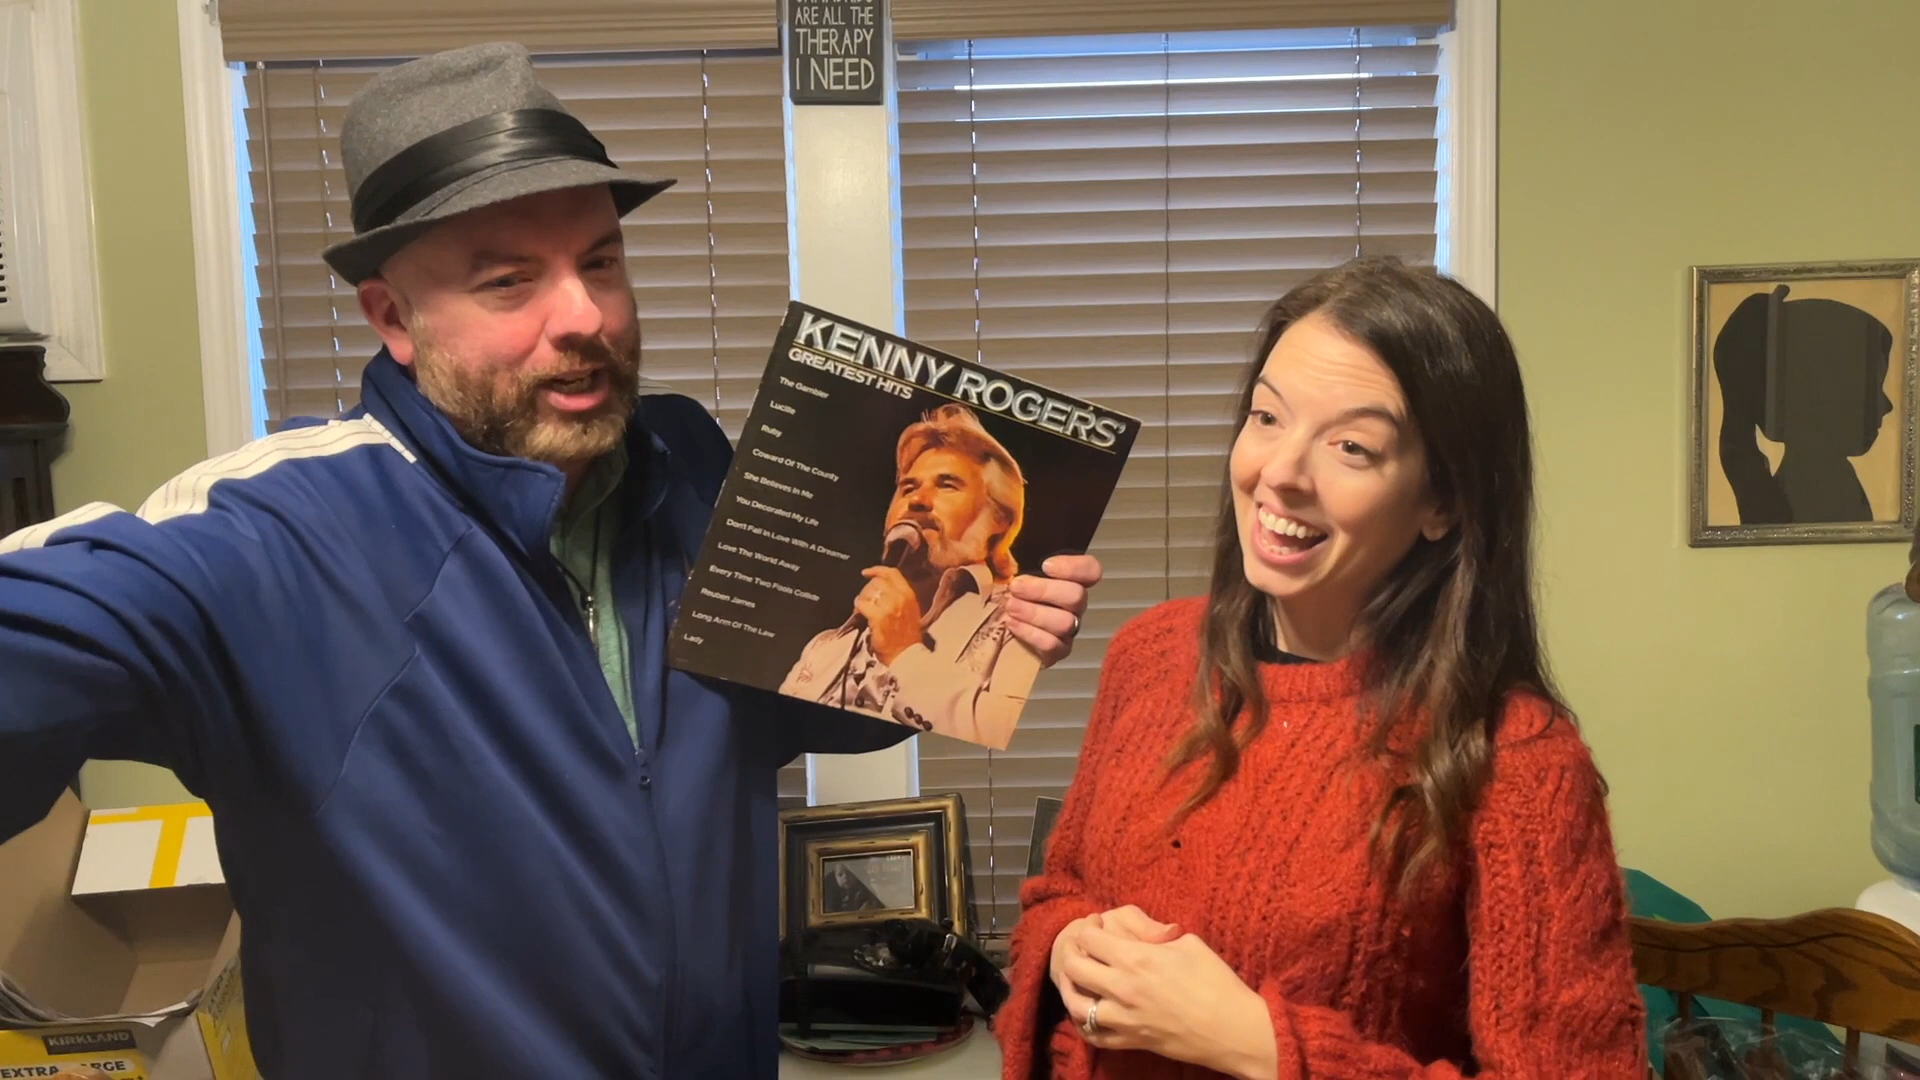 ARE ALL THE
THERAPY
I NEED
KENNY ROGERS'
GREATEST HITS
The Gambler
Lucille
Ruby
Coward Of The County
She Believes In Me
You Decorated My Life
Don't Fall In Love With A Dreamer
Love The World Away
Every Time Two Fools Collide
Reuben James
Long Arm Of The Law
Lady
KIRKLAND
EXTRA